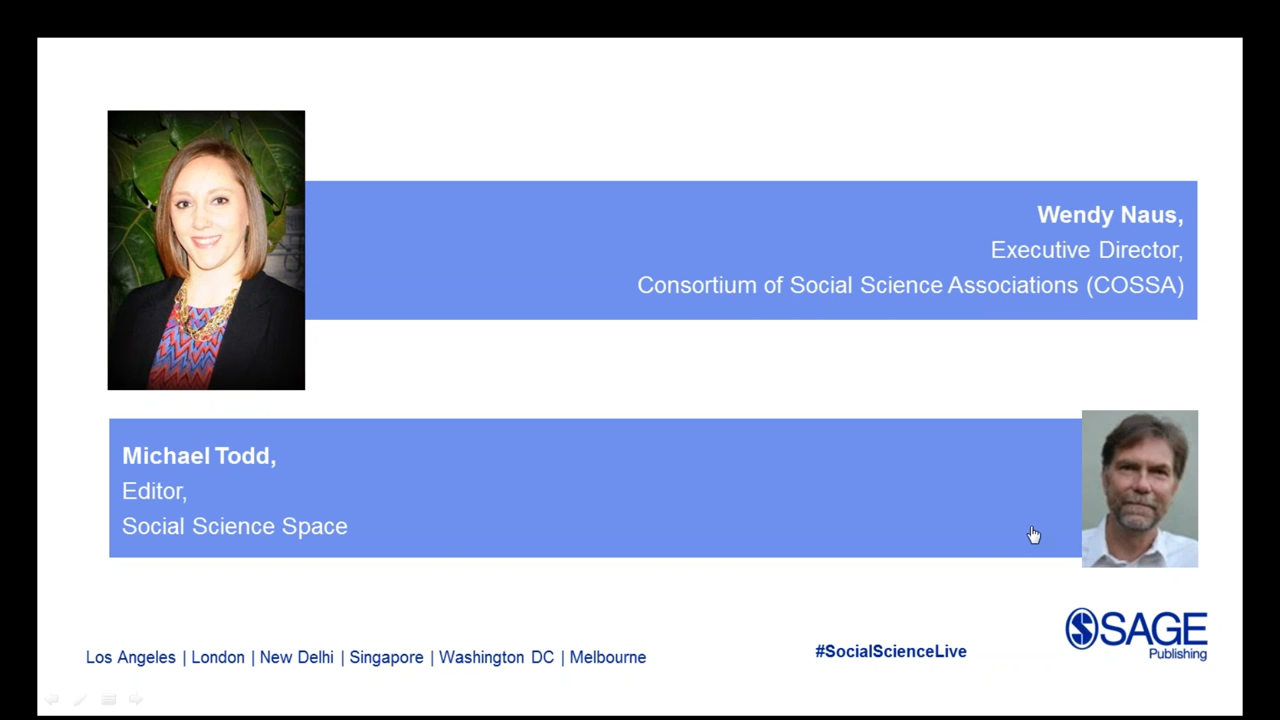 Wendy Naus,
Executive Director,
Consortium of Social Science Associations (COSSA)
Michael Todd,
Editor,
Social Science Space
Los Angeles | London | New Delhi | Singapore | Washington DC | Melbourne
#SocialScienceLive
SAGE
Publishing